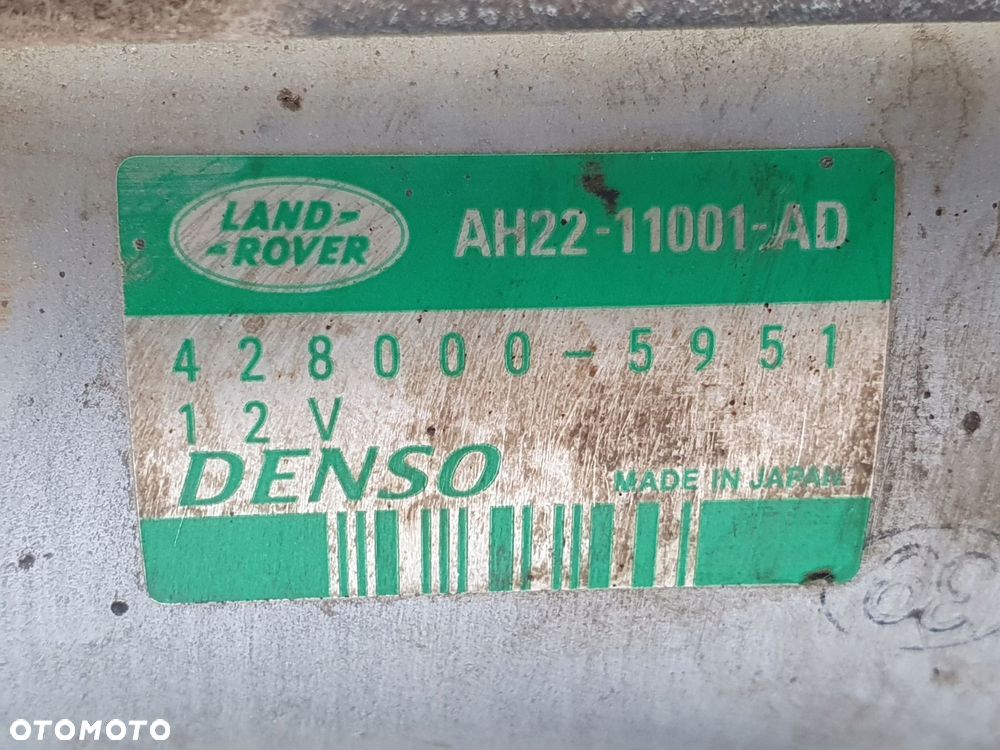 LAND-
-ROVER
AH22-11001-AD
428000-5951
12V
DENSO
MADE IN JAPAN
OTOMOTO